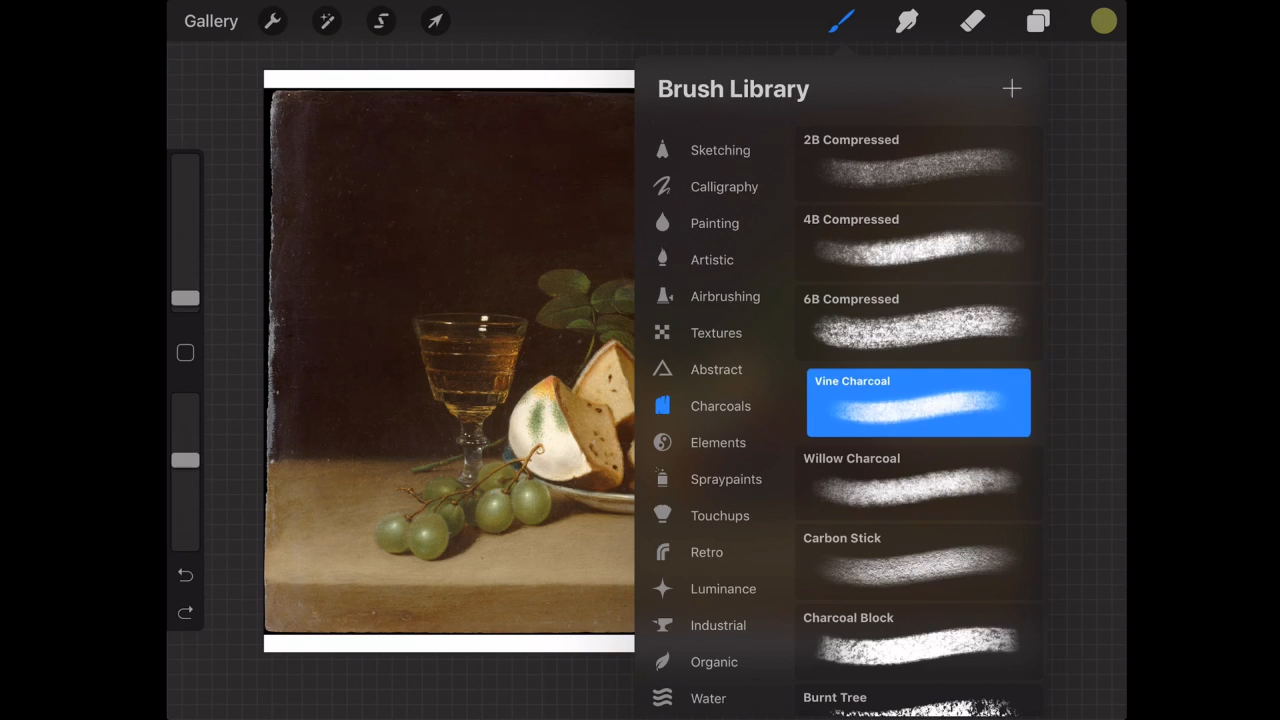 Gallery
Brush Library
Sketching
Calligraphy
Painting
Artistic
Airbrushing
Textures
Abstract
Charcoals
Elements
Spraypaints
Touchups
Retro
Luminance
Industrial
Organic
Water
2B Compressed
4B Compressed
6B Compressed
Vine Charcoal
Willow Charcoal
Carbon Stick
Charcoal Block
Burnt Tree